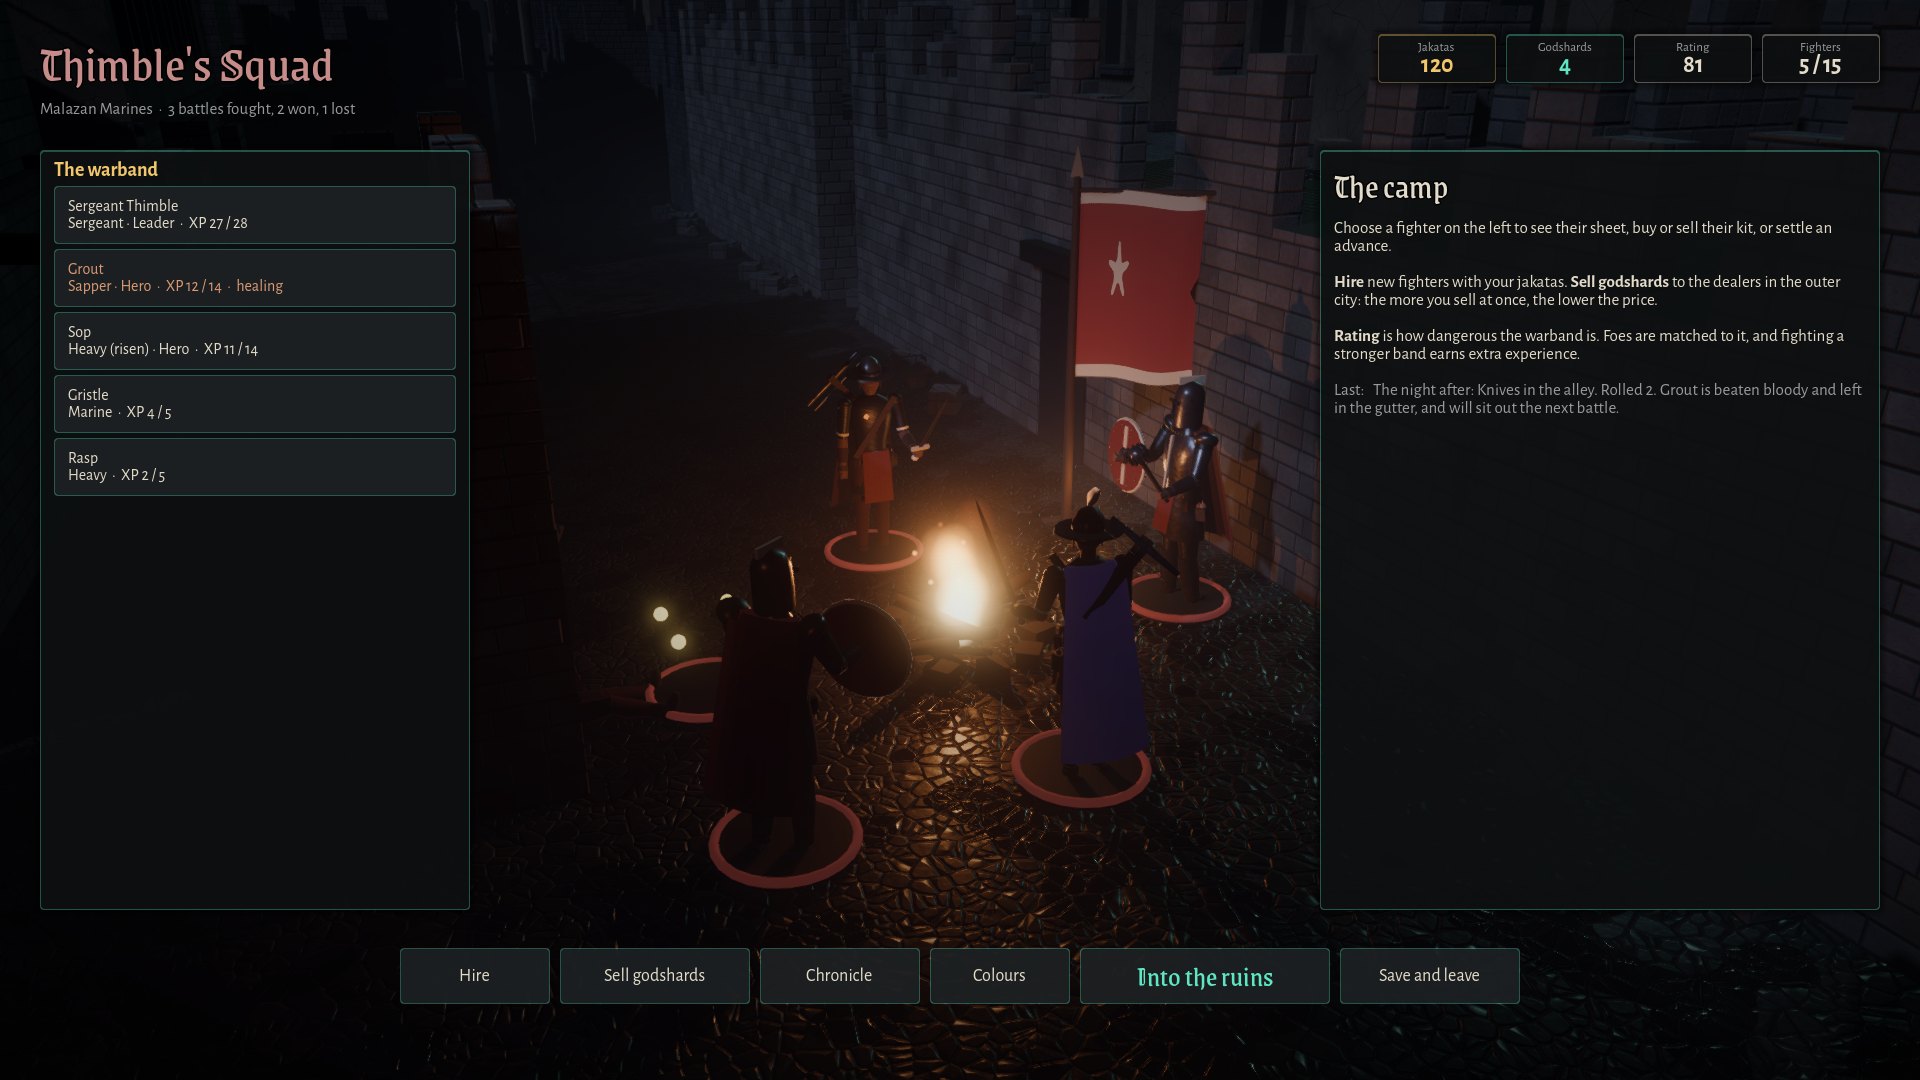 Thimble's Squad
Malazan Marines · 3 battles fought, 2 won, 1 lost
Jakatas
120
Godshards
4
Rating
81
Fighters
5/15
The warband
Sergeant Thimble
Sergeant · Leader · XP 27 / 28
Grout
Sapper · Hero · XP 12 / 14 · healing
Sop
Heavy (risen) · Hero · XP 11 / 14
Gristle
Marine · XP 4 / 5
Rasp
Heavy · XP 2 / 5
The camp
Choose a fighter on the left to see their sheet, buy or sell their kit, or settle an
advance.
Hire new fighters with your jakatas. Sell godshards to the dealers in the outer
city: the more you sell at once, the lower the price.
Rating is how dangerous the warband is. Foes are matched to it, and fighting a
stronger band earns extra experience.
Last: The night after: Knives in the alley. Rolled 2. Grout is beaten bloody and left
in the gutter, and will sit out the next battle.
Hire
Sell godshards
Chronicle
Colours
Into the ruins
Save and leave